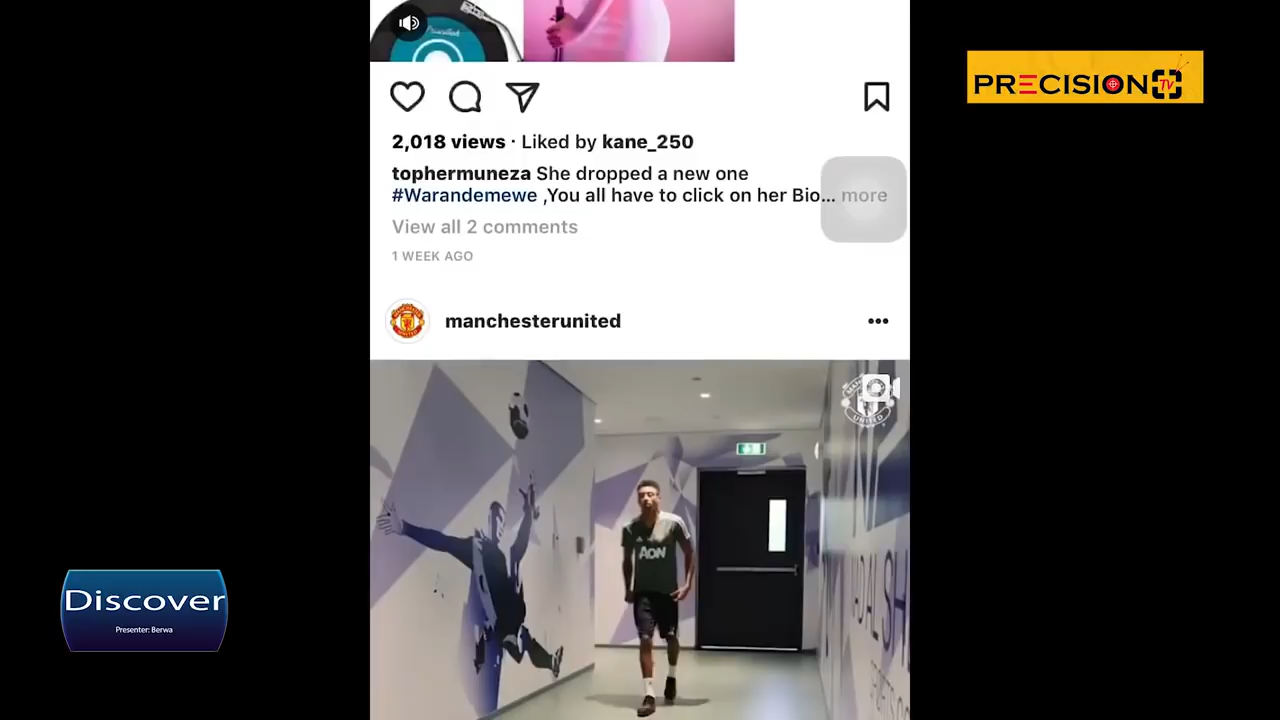 PRECISION TV
2,018 views · Liked by kane_250
tophermuneza She dropped a new one
#Warandemewe ,You all have to click on her Bio... more
View all 2 comments
1 WEEK AGO
manchesterunited
UNITED
AON
Discover
Presenter: Berwa